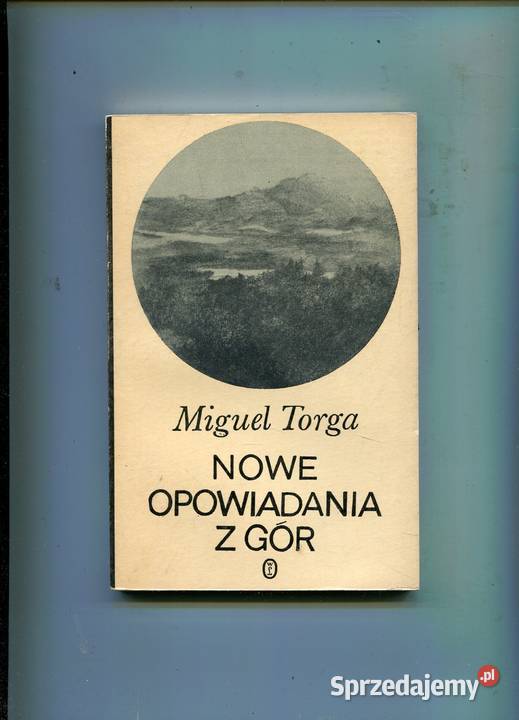 Miguel Torga
NOWE
OPOWIADANIA
Z GÓR
Sprzedajemy.pl